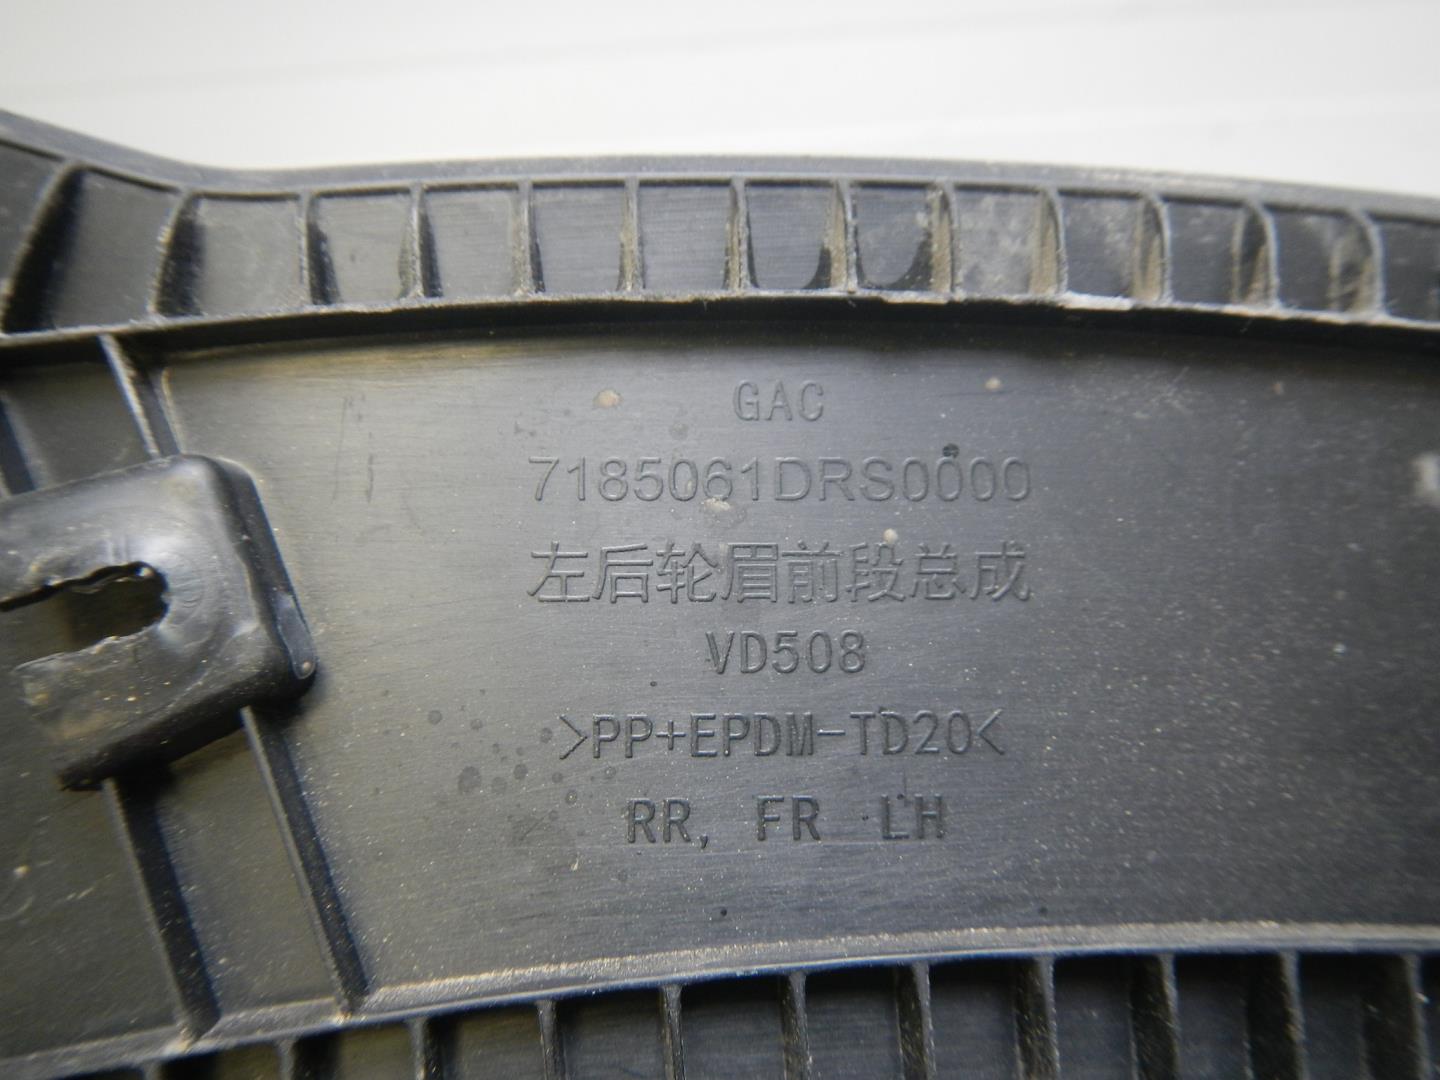 GAC
7185061DRS0000
左后轮眉前段总成
VD508
>PP+EPDM-TD20<
RR, FR LH